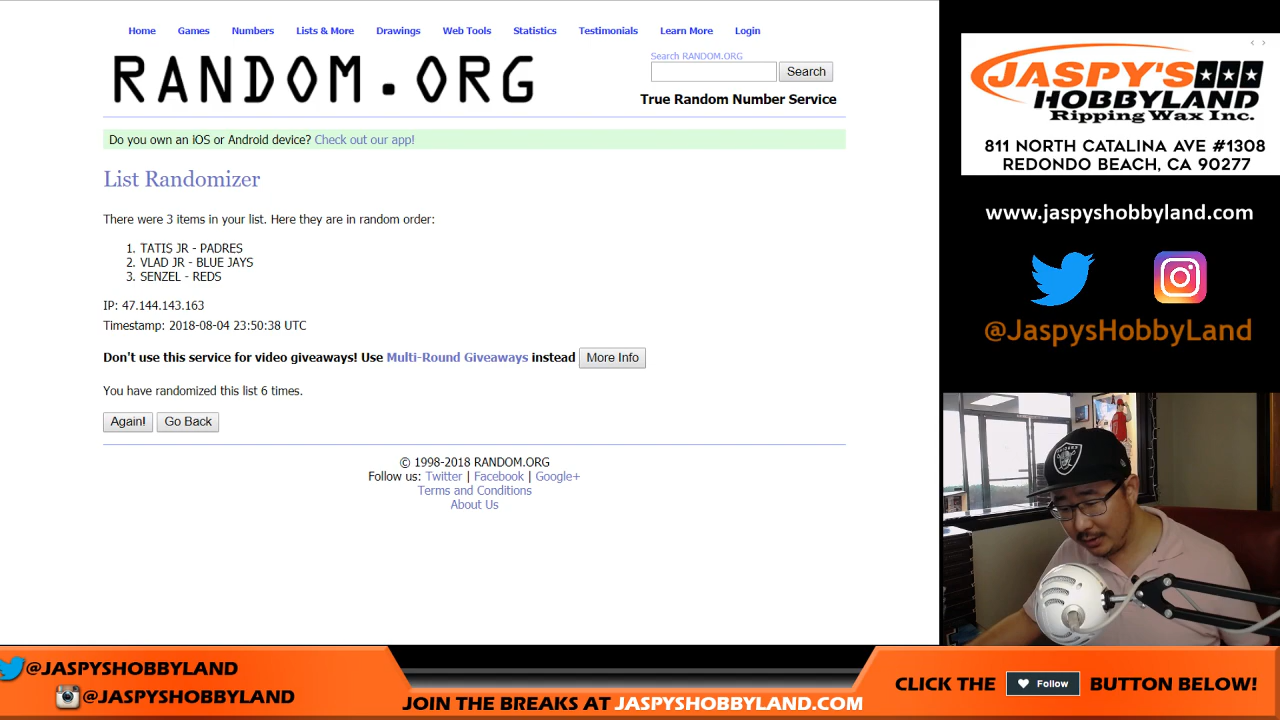 Home Games Numbers Lists & More Drawings Web Tools Statistics Testimonials Learn More Login
RANDOM.ORG
Search RANDOM.ORG
Search
True Random Number Service
Do you own an iOS or Android device? Check out our app!
List Randomizer
There were 3 items in your list. Here they are in random order:
1. TATIS JR - PADRES
2. VLAD JR - BLUE JAYS
3. SENZEL - REDS
IP: 47.144.143.163
Timestamp: 2018-08-04 23:50:38 UTC
Don't use this service for video giveaways! Use Multi-Round Giveaways instead More Info
You have randomized this list 6 times.
Again! Go Back
© 1998-2018 RANDOM.ORG
Follow us: Twitter | Facebook | Google+
Terms and Conditions
About Us
JASPY'S
HOBBYLAND
Ripping Wax Inc.
811 NORTH CATALINA AVE #1308
REDONDO BEACH, CA 90277
www.jaspyshobbyland.com
@JaspysHobbyLand
RAIDERS
@JASPYSHOBBYLAND
@JASPYSHOBBYLAND
JOIN THE BREAKS AT JASPYSHOBBYLAND.COM
CLICK THE Follow BUTTON BELOW!